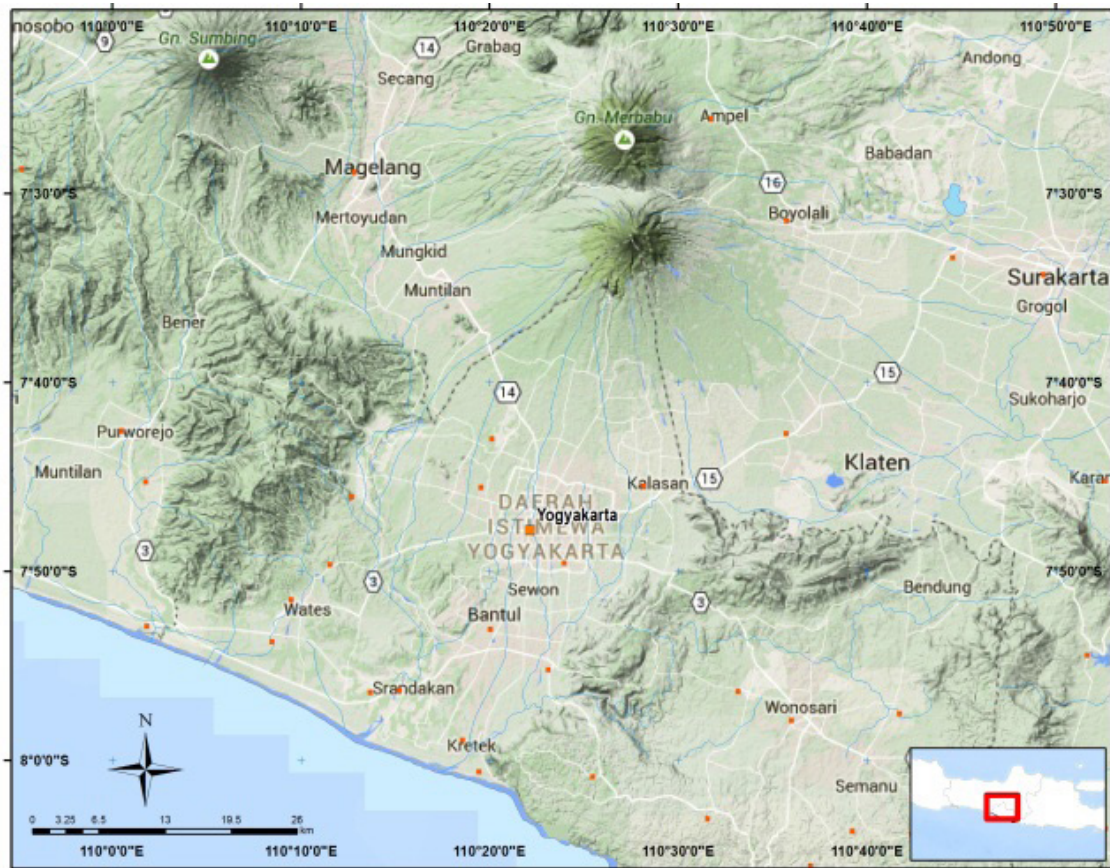 110°0'0"E
110°10'0"E
110°20'0"E
110°30'0"E
110°40'0"E
110°50'0"E
nosobo
9
Gn. Sumbing
14
Grabag
Secang
Andong
Gn. Merbabu
Ampel
Babadan
Magelang
7°30'0"S
16
7°30'0"S
Mertoyudan
Boyolali
Mungkid
Surakarta
Muntilan
Grogol
Bener
7°40'0"S
14
15
7°40'0"S
Sukoharjo
Purworejo
Muntilan
Klaten
Kalasan
15
Karan
DAERAH
ISTIMEWA
YOGYAKARTA
Yogyakarta
3
7°50'0"S
3
Sewon
3
Bendung
7°50'0"S
Wates
Bantul
Srandakan
Wonosari
N
Kretek
8°0'0"S
Semanu
0 3.25 6.5 13 19.5 26
km
110°0'0"E
110°10'0"E
110°20'0"E
110°30'0"E
110°40'0"E